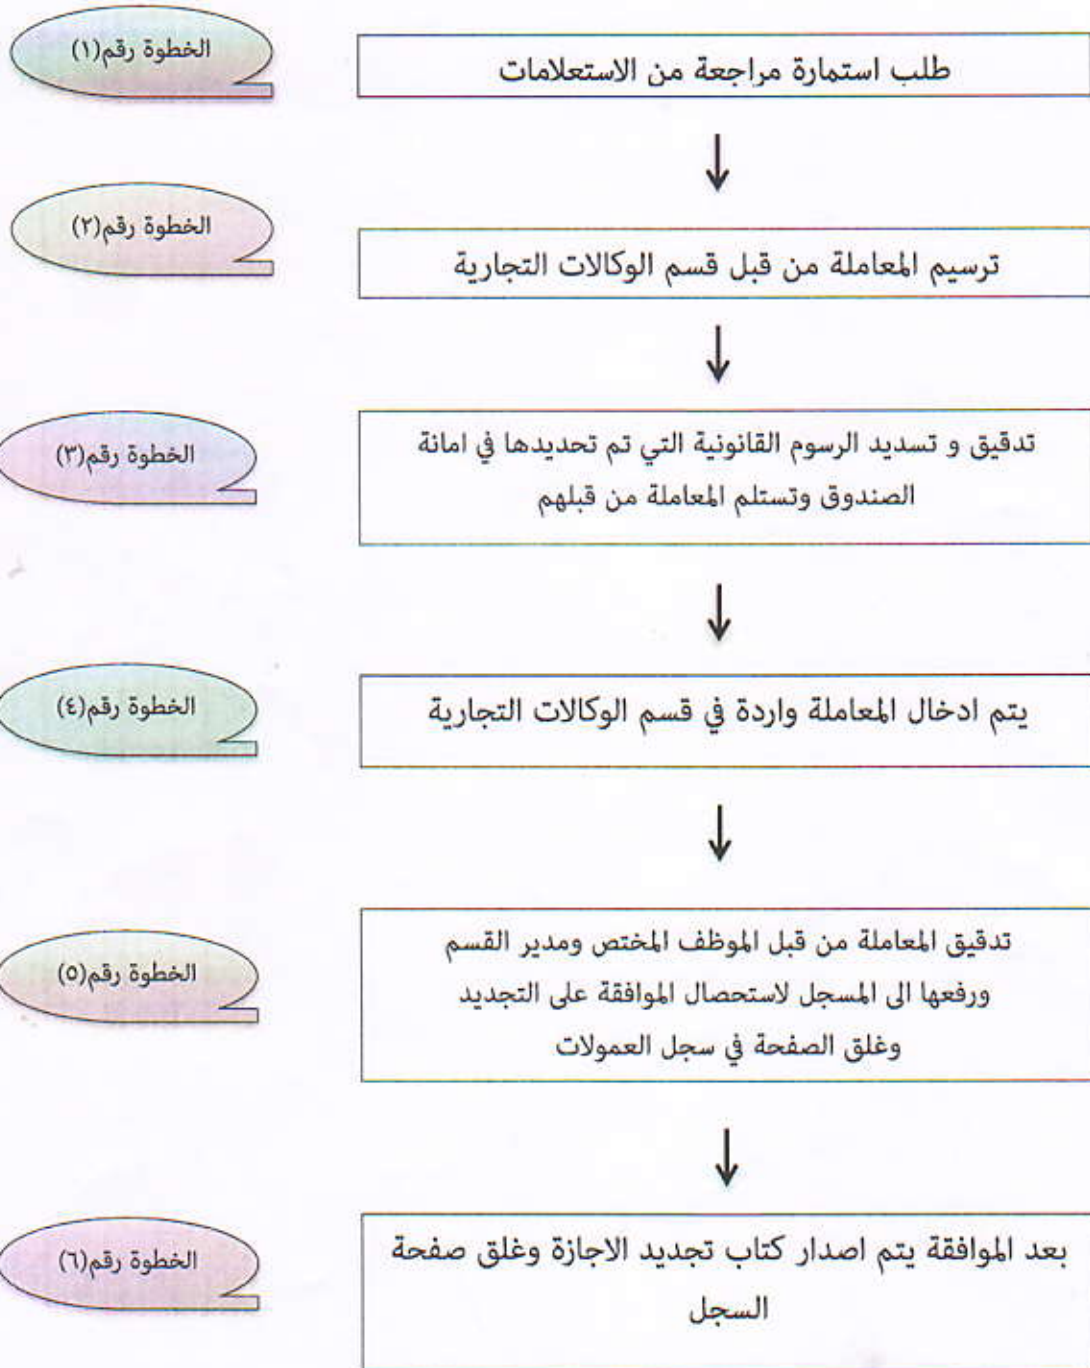 الخطوة رقم(١)
طلب استمارة مراجعة من الاستعلامات
الخطوة رقم(٢)
ترسيم المعاملة من قبل قسم الوكالات التجارية
الخطوة رقم(٣)
تدقيق و تسديد الرسوم القانونية التي تم تحديدها في امانة
الصندوق وتستلم المعاملة من قبلهم
الخطوة رقم(٤)
يتم ادخال المعاملة واردة في قسم الوكالات التجارية
الخطوة رقم(٥)
تدقيق المعاملة من قبل الموظف المختص ومدير القسم
ورفعها الى المسجل لاستحصال الموافقة على التجديد
وغلق الصفحة في سجل العمولات
الخطوة رقم(٦)
بعد الموافقة يتم اصدار كتاب تجديد الاجازة وغلق صفحة
السجل